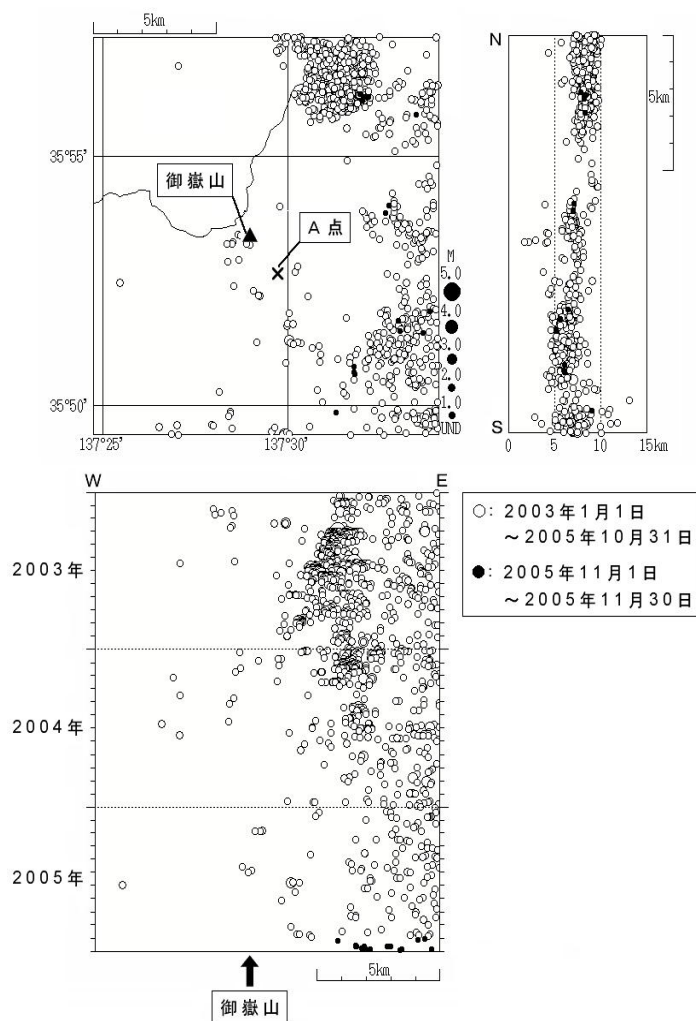 5km
35°55'
御嶽山
A点
M
5.0
4.0
3.0
2.0
1.0
UND
35°50'
137°25'
137°30'
N
5km
S
0
5
10
15km
W
E
2003年
2004年
2005年
5km
御嶽山
○: 2003年1月1日
～2005年10月31日
●: 2005年11月1日
～2005年11月30日